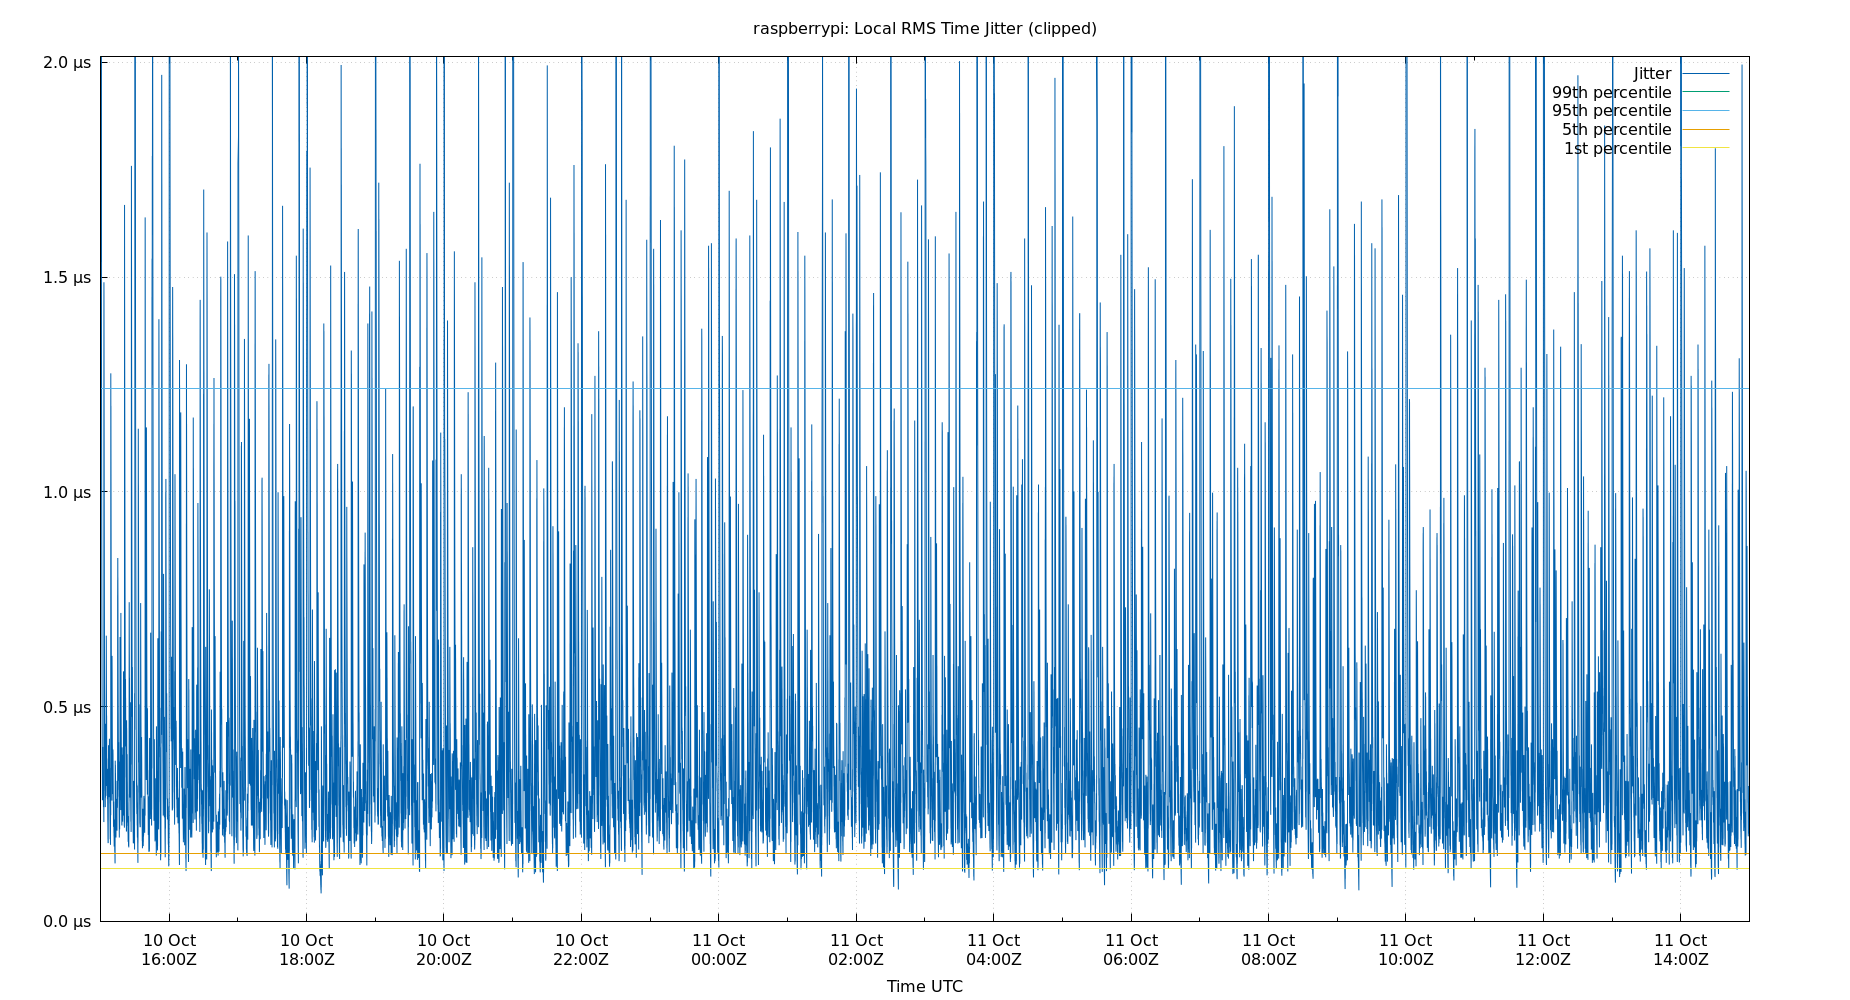 raspberrypi: Local RMS Time Jitter (clipped)
2.0 µs
1.5 µs
1.0 µs
0.5 µs
0.0 µs
Jitter
99th percentile
95th percentile
5th percentile
1st percentile
10 Oct 10 Oct 10 Oct 10 Oct 11 Oct 11 Oct 11 Oct 11 Oct 11 Oct 11 Oct 11 Oct 11 Oct
16:00Z 18:00Z 20:00Z 22:00Z 00:00Z 02:00Z 04:00Z 06:00Z 08:00Z 10:00Z 12:00Z 14:00Z
Time UTC